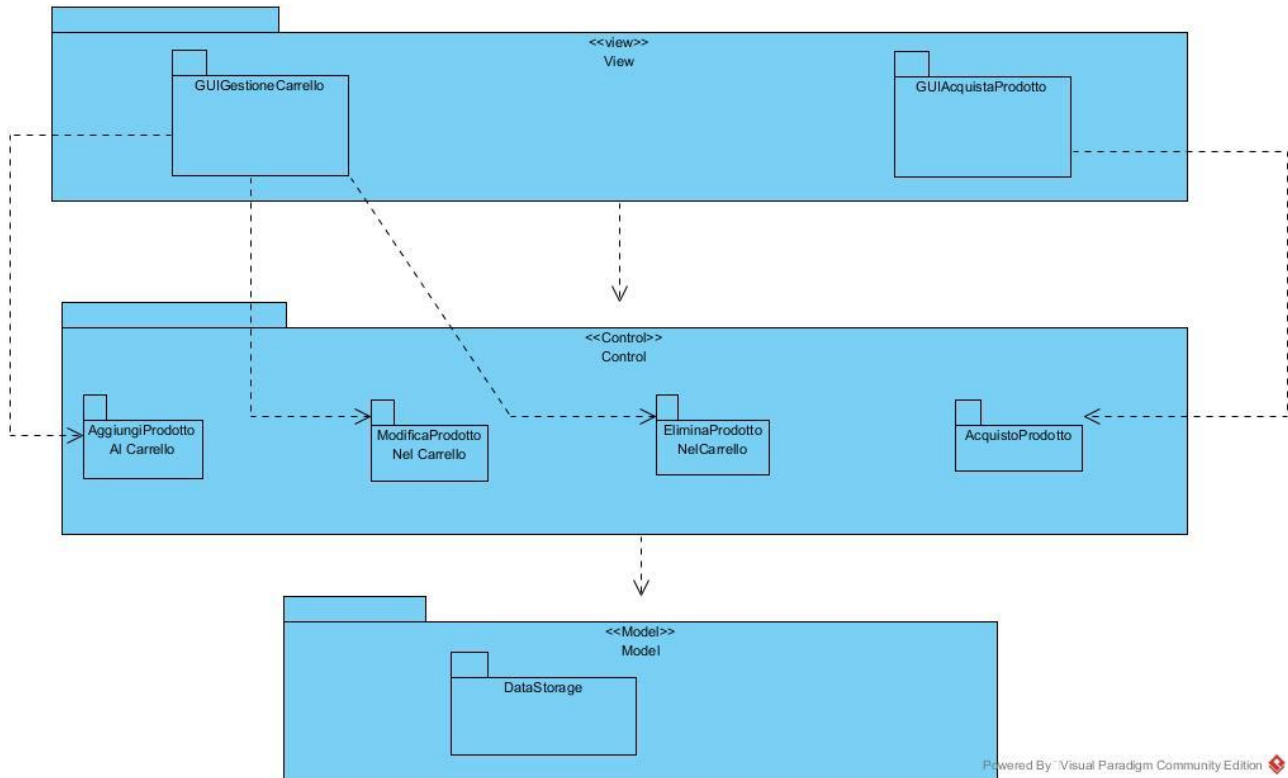 <<view>>
View
GUIGestioneCarrello
GUIAcquistaProdotto
<<Control>>
Control
AggiungiProdotto
Al Carrello
ModificaProdotto
Nel Carrello
EliminaProdotto
NelCarrello
AcquistoProdotto
<<Model>>
Model
DataStorage
Powered By Visual Paradigm Community Edition